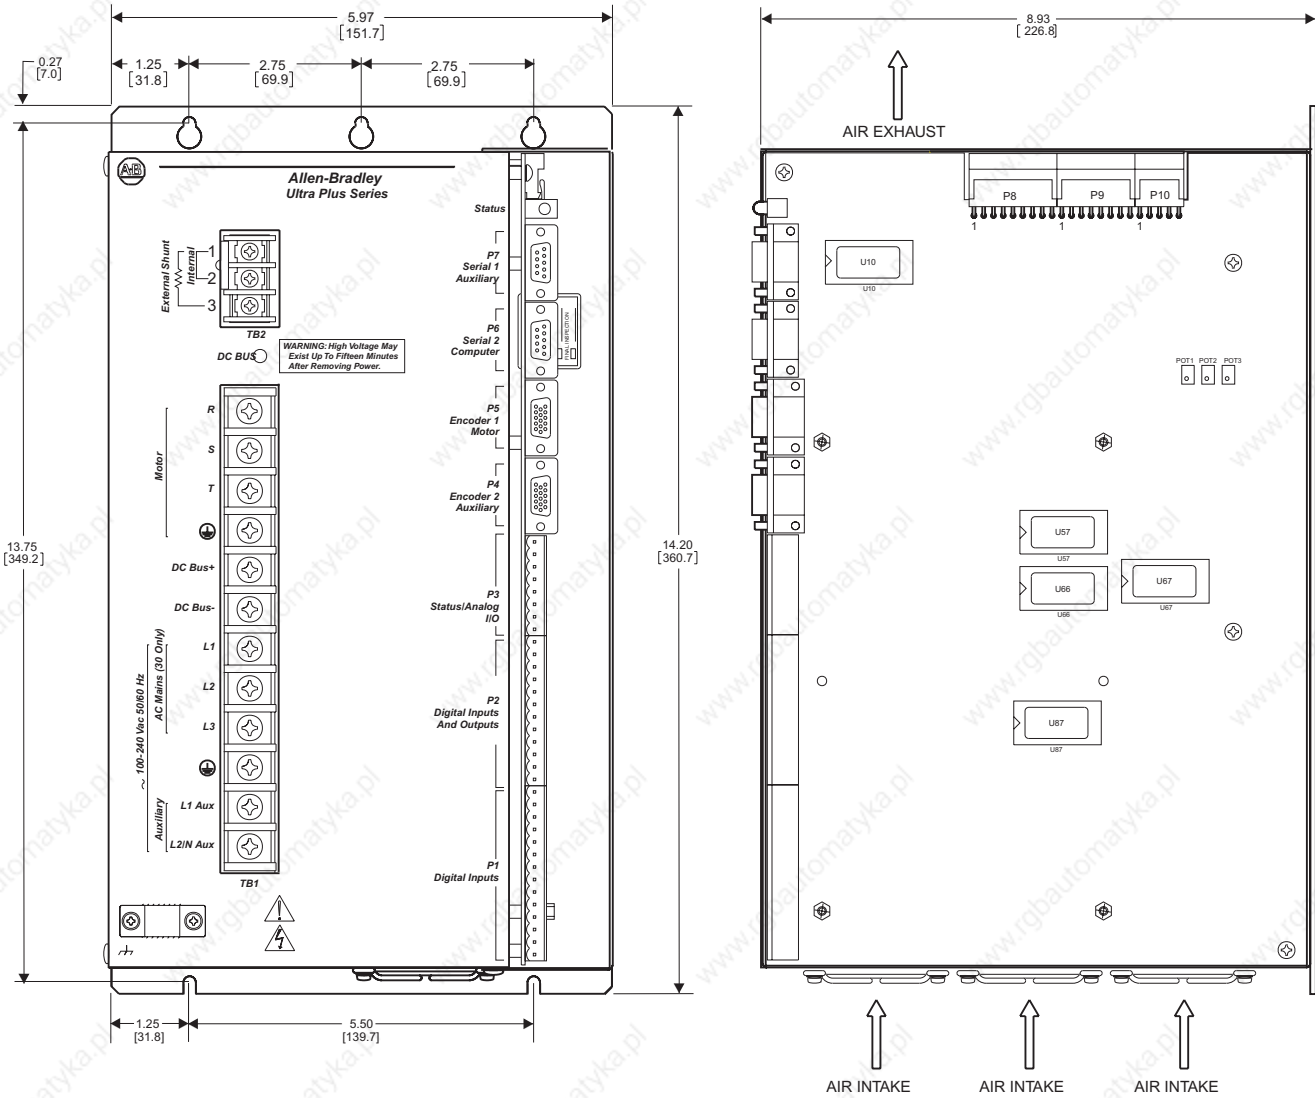 5.97
[151.7]
8.93
[226.8]
0.27
[7.0]
1.25
[31.8]
2.75
[69.9]
2.75
[69.9]
AIR EXHAUST
A-B
Allen-Bradley
Ultra Plus Series
Status
External Shunt
Internal
1
2
3
TB2
DC BUS
WARNING: High Voltage May
Exist Up To Fifteen Minutes
After Removing Power.
P7
Serial 1
Auxiliary
P6
Serial 2
Computer
FINAL INSPECTION
P5
Encoder 1
Motor
P4
Encoder 2
Auxiliary
P3
Status/Analog
I/O
P2
Digital Inputs
And Outputs
P1
Digital Inputs
Motor
R
S
T
DC Bus+
DC Bus-
~ 100-240 Vac 50/60 Hz
AC Mains (30 Only)
L1
L2
L3
Auxiliary
L1 Aux
L2/N Aux
TB1
13.75
[349.2]
14.20
[360.7]
1.25
[31.8]
5.50
[139.7]
P8
P9
P10
1
1
1
U10
U10
POT1 POT2 POT3
U57
U57
U66
U66
U67
U67
U87
U87
AIR INTAKE
AIR INTAKE
AIR INTAKE
www.rgbautomatyka.pl